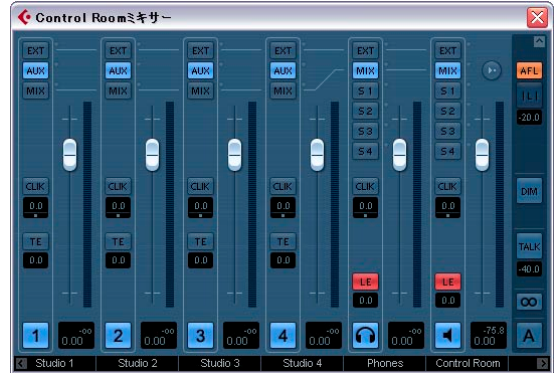 Control Roomミキサー
EXT EXT EXT EXT EXT EXT
AUX AUX AUX AUX MIX MIX AFL
MIX MIX MIX MIX S 1 S 1 | L |
S 2 S 2 -20.0
S 3 S 3
S 4 S 4
CLIK CLIK CLIK CLIK CLIK CLIK DIM
0.0 0.0 0.0 0.0 0.0 0.0
TE TE TE TE TALK
0.0 0.0 0.0 0.0 -40.0
LE LE
0.0 0.0 ∞
1 -oo 2 -oo 3 -oo 4 -oo -oo -75.8 A
0.00 0.00 0.00 0.00 0.00 0.00
Studio 1 Studio 2 Studio 3 Studio 4 Phones Control Room